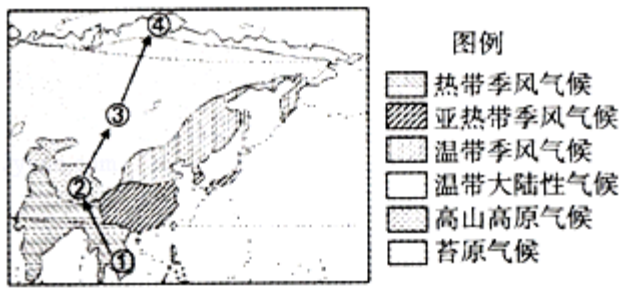 ④
③
②
①
图例
热带季风气候
亚热带季风气候
温带季风气候
温带大陆性气候
高山高原气候
苔原气候